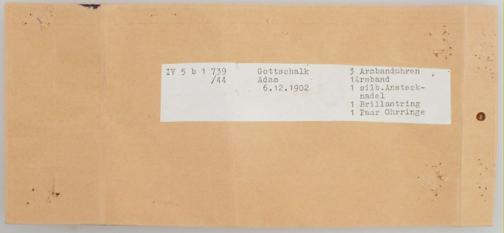 IV 5 b 1 739 Gottschalk 3 Armbanduhren
/44 Adam 1Armband
6.12.1902 1 silb.Ansteck-
nadel
1 Brillantring
1 Paar Ohrringe